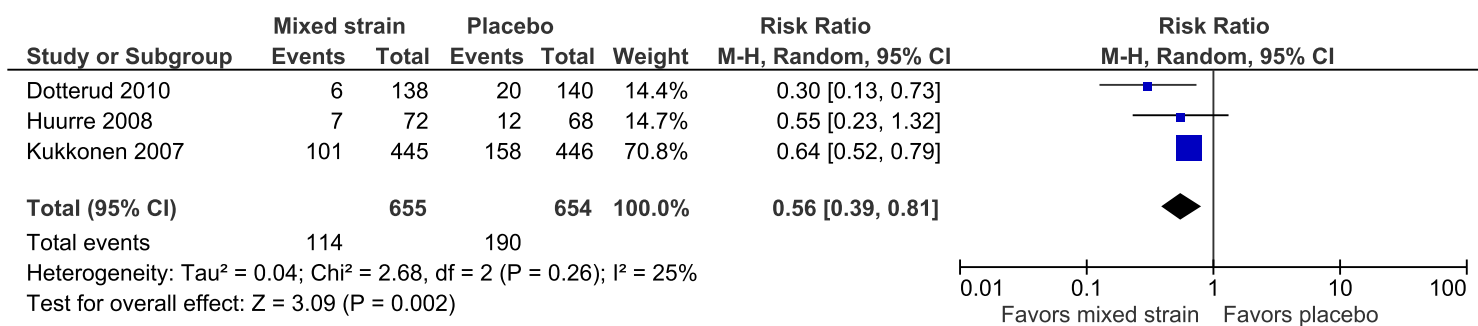 Mixed strain Placebo Risk Ratio Risk Ratio
Study or Subgroup Events Total Events Total Weight M-H, Random, 95% CI M-H, Random, 95% CI
Dotterud 2010 6 138 20 140 14.4% 0.30 [0.13, 0.73]
Huurre 2008 7 72 12 68 14.7% 0.55 [0.23, 1.32]
Kukkonen 2007 101 445 158 446 70.8% 0.64 [0.52, 0.79]
Total (95% CI) 655 654 100.0% 0.56 [0.39, 0.81]
Total events 114 190
Heterogeneity: Tau² = 0.04; Chi² = 2.68, df = 2 (P = 0.26); I² = 25%
Test for overall effect: Z = 3.09 (P = 0.002)
0.01 0.1 1 10 100
Favors mixed strain Favors placebo